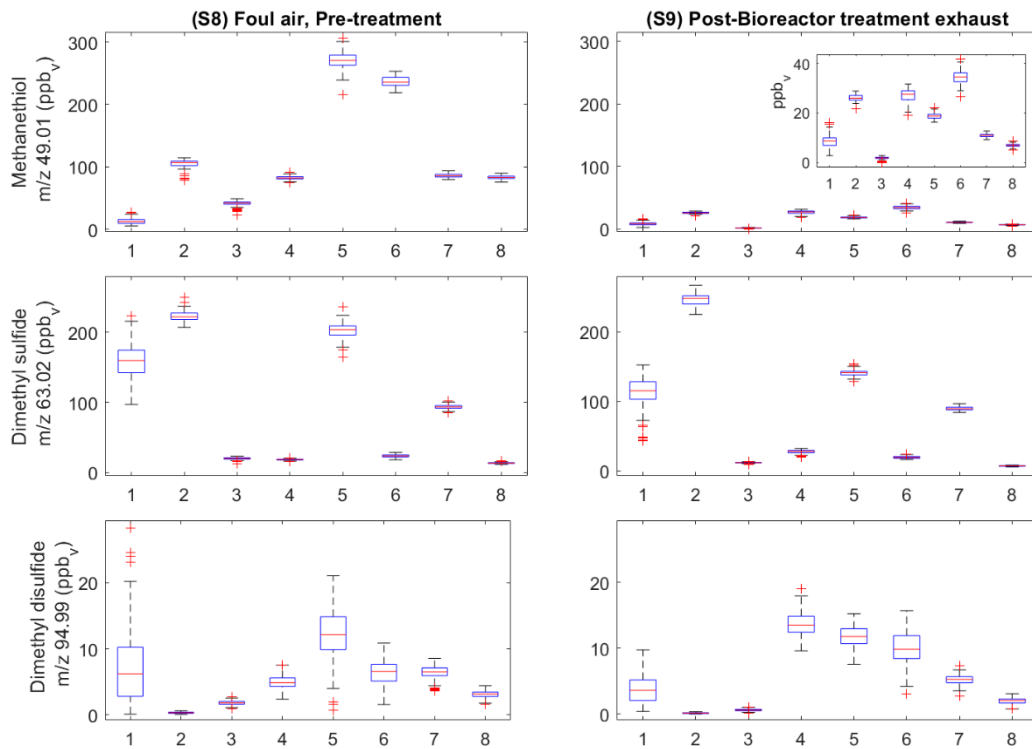 (S8) Foul air, Pre-treatment
(S9) Post-Bioreactor treatment exhaust
Methanethiol
m/z 49.01 (ppbv)
300
200
100
0
1 2 3 4 5 6 7 8
300
200
100
0
1 2 3 4 5 6 7 8
ppbv
40
20
0
1 2 3 4 5 6 7 8
Dimethyl sulfide
m/z 63.02 (ppbv)
200
100
0
1 2 3 4 5 6 7 8
200
100
0
1 2 3 4 5 6 7 8
Dimethyl disulfide
m/z 94.99 (ppbv)
20
10
0
1 2 3 4 5 6 7 8
20
10
0
1 2 3 4 5 6 7 8